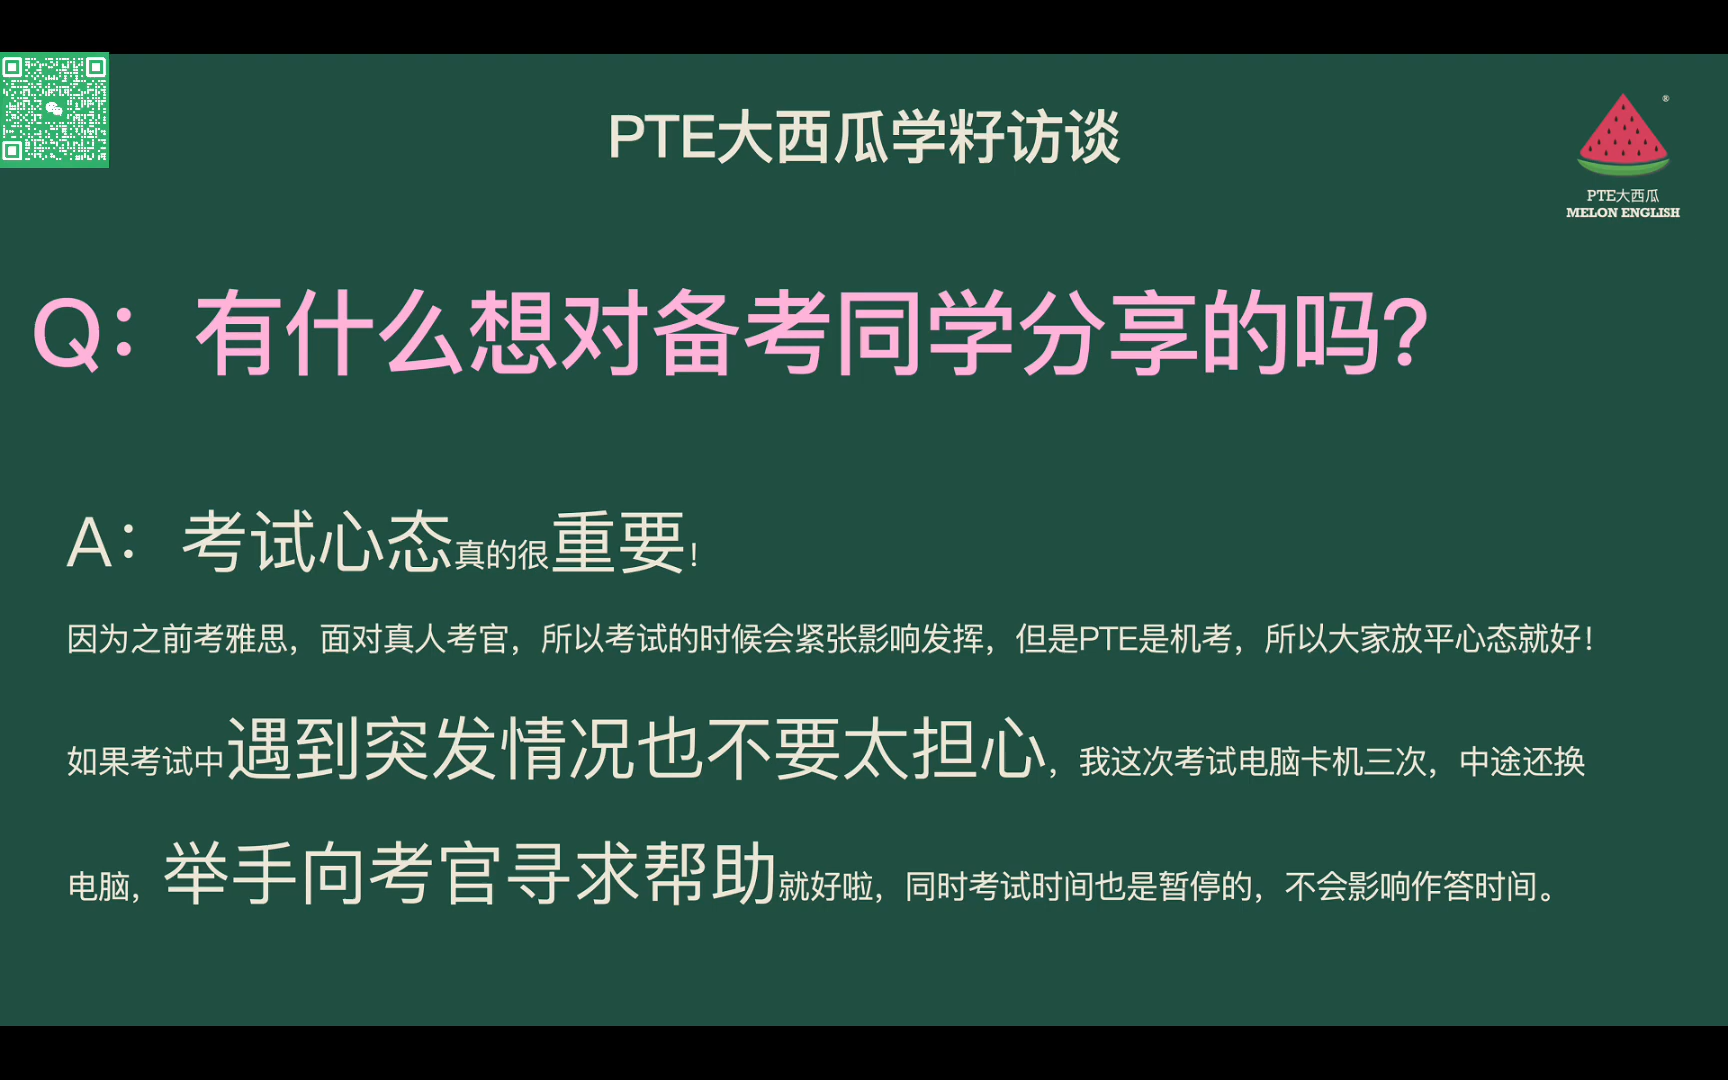 PTE大西瓜学籽访谈
®
PTE大西瓜
MELON ENGLISH
Q：有什么想对备考同学分享的吗？
A：考试心态真的很重要！
因为之前考雅思，面对真人考官，所以考试的时候会紧张影响发挥，但是PTE是机考，所以大家放平心态就好！
如果考试中遇到突发情况也不要太担心，我这次考试电脑卡机三次，中途还换
电脑，举手向考官寻求帮助就好啦，同时考试时间也是暂停的，不会影响作答时间。